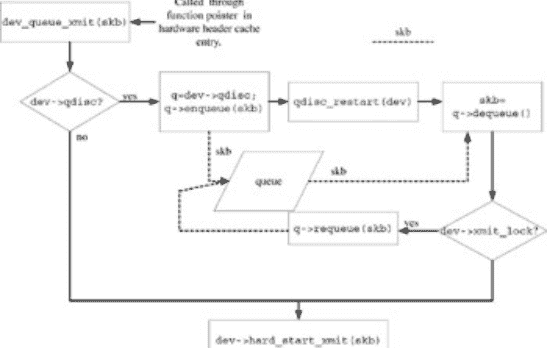 Called through
function pointer in
hardware header cache
entry.
dev_queue_xmit(skb)
skb
dev->qdisc?
yes
q=dev->qdisc;
q->enqueue(skb)
qdisc_restart(dev)
skb=
q->dequeue()
no
skb
queue
skb
q->requeue(skb)
yes
dev->xmit_lock?
dev->hard_start_xmit(skb)